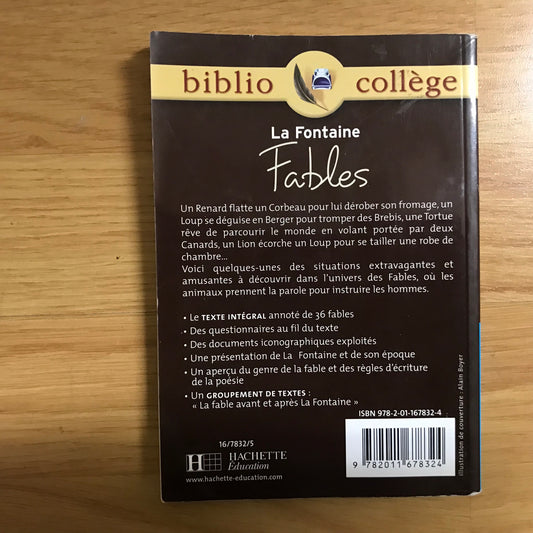 biblio collège
La Fontaine
Fables
Un Renard flatte un Corbeau pour lui dérober son fromage, un
Loup se déguise en Berger pour tromper des Brebis, une Tortue
rêve de parcourir le monde en volant portée par deux
Canards, un Lion écorche un Loup pour se tailler une robe de
chambre...
Voici quelques-unes des situations extravagantes et
amusantes à découvrir dans l'univers des Fables, où les
animaux prennent la parole pour instruire les hommes.
• Le TEXTE INTÉGRAL annoté de 36 fables
• Des questionnaires au fil du texte
• Des documents iconographiques exploités
• Une présentation de La Fontaine et de son époque
• Un aperçu du genre de la fable et des règles d'écriture
de la poésie
• Un GROUPEMENT DE TEXTES :
« La fable avant et après La Fontaine »
ISBN 978-2-01-167832-4
16/7832/5
H HACHETTE
Education
www.hachette-education.com
9 782011 678324
Illustration de couverture : Alain Boyer